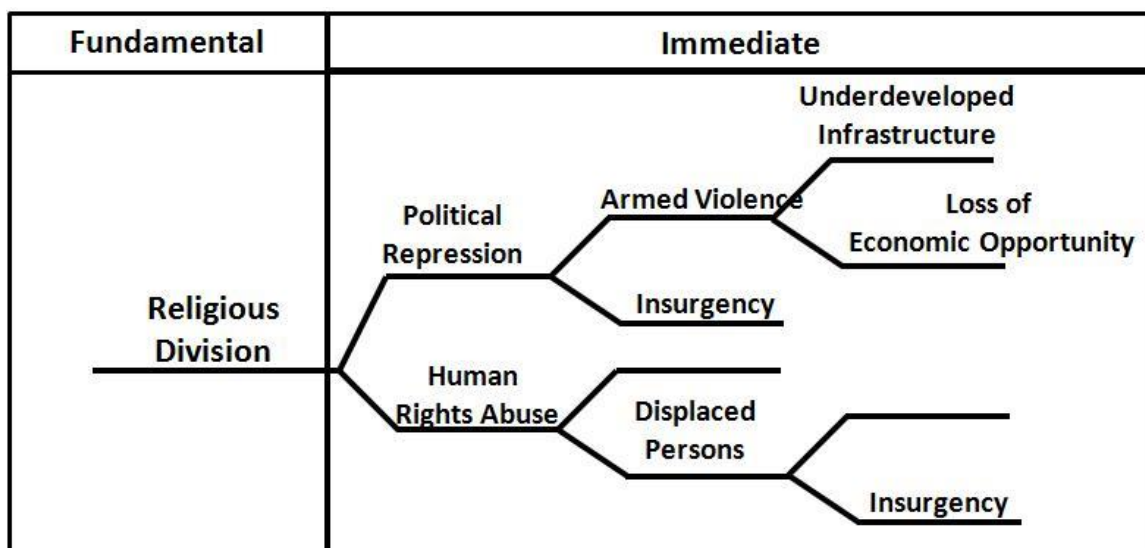 Fundamental
Immediate
Underdeveloped
Infrastructure
Armed Violence
Loss of
Economic Opportunity
Political
Repression
Insurgency
Religious
Division
Human
Rights Abuse
Displaced
Persons
Insurgency